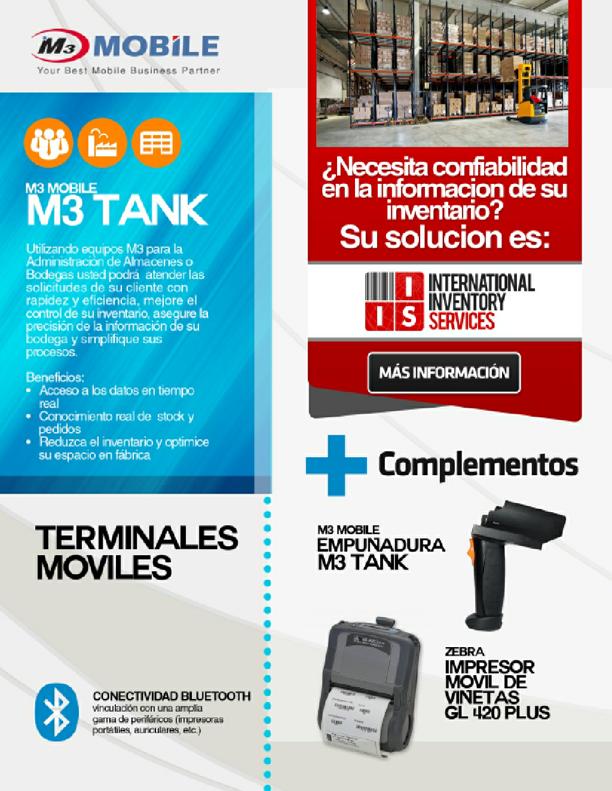 M3 MOBILE
Your Best Mobile Business Partner
M3 MOBILE
M3 TANK
Utilizando equipos M3 para la
Administración de Almacenes o
Bodegas usted podrá atender las
solicitudes de su cliente con
rapidez y eficiencia, mejore el
control de su inventario, asegure la
precisión de la información de su
bodega y simplifique sus
procesos.
Beneficios:
• Acceso a los datos en tiempo
real
• Conocimiento real de stock y
pedidos
• Reduzca el inventario y optimice
su espacio en fábrica
TERMINALES
MOVILES
CONECTIVIDAD BLUETOOTH
vinculación con una amplia
gama de periféricos (impresoras
portátiles, auriculares, etc.)
¿Necesita confiabilidad
en la informacion de su
inventario?
Su solucion es:
IIS
INTERNATIONAL
INVENTORY
SERVICES
MÁS INFORMACIÓN
Complementos
M3 MOBILE
EMPUÑADURA
M3 TANK
ZEBRA
IMPRESOR
MOVIL DE
VIÑETAS
GL 420 PLUS